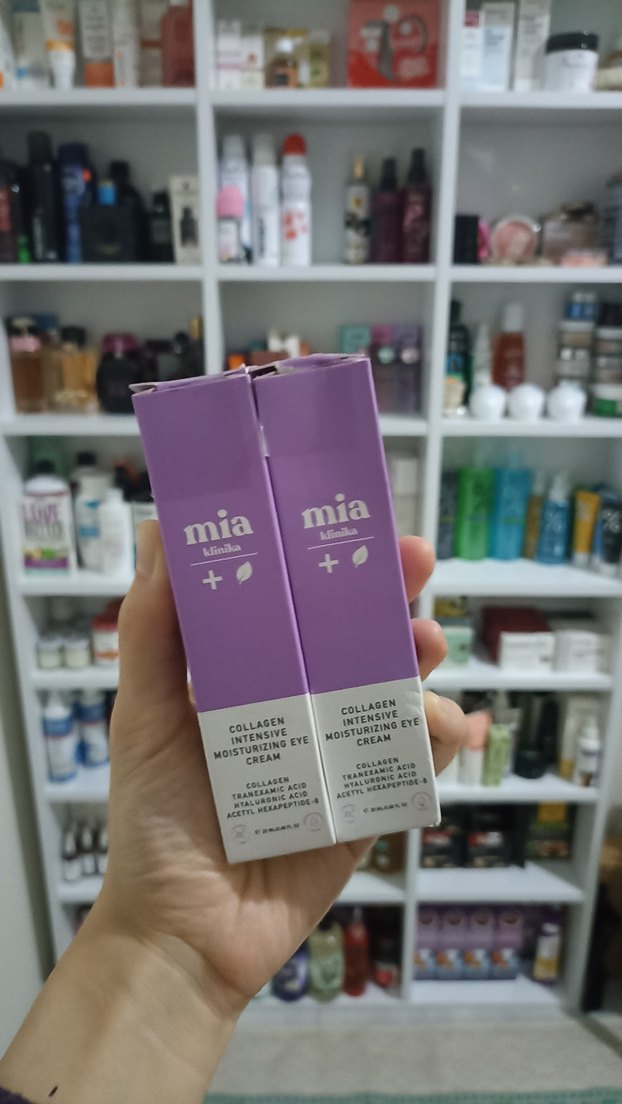 mia
klinika
COLLAGEN
INTENSIVE
MOISTURIZING EYE
CREAM
COLLAGEN
TRANEXAMIC ACID
HYALURONIC ACID
ACETYL HEXAPEPTIDE-8
mia
klinika
COLLAGEN
INTENSIVE
MOISTURIZING EYE
CREAM
COLLAGEN
TRANEXAMIC ACID
HYALURONIC ACID
ACETYL HEXAPEPTIDE-8
LOVE